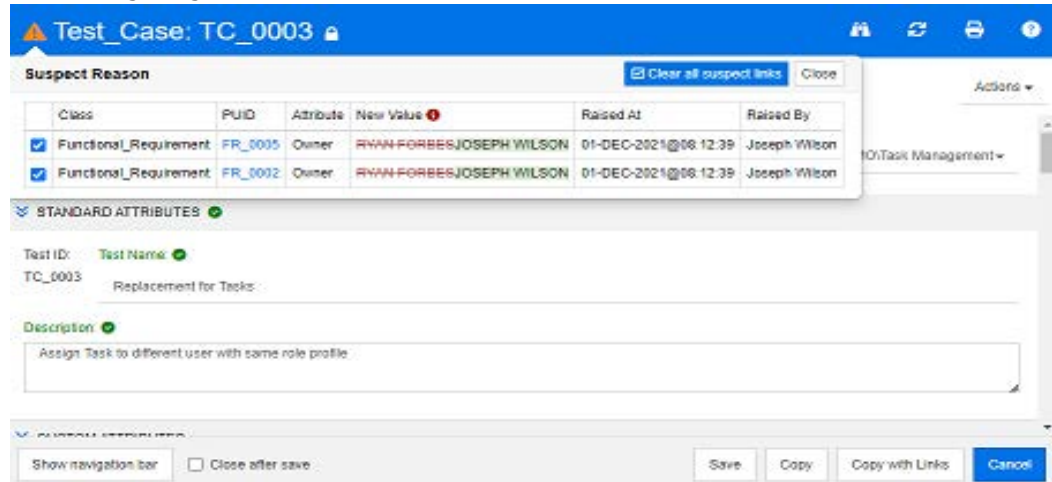 Test_Case: TC_0003
Suspect Reason
Clear all suspect links
Close
Actions
Class PUID Attribute New Value Raised At Raised By
Functional_Requirement FR_0005 Owner RYAN FORBESJOSEPH WILSON 01-DEC-2021@08:12:39 Joseph Wilson
Functional_Requirement FR_0002 Owner RYAN FORBESJOSEPH WILSON 01-DEC-2021@08:12:39 Joseph Wilson
Task Management
STANDARD ATTRIBUTES
Test ID: Test Name:
TC_0003 Replacement for Tasks
Description:
Assign Task to different user with same role profile
CUSTOM ATTRIBUTES
Show navigation bar
Close after save
Save
Copy
Copy with Links
Cancel